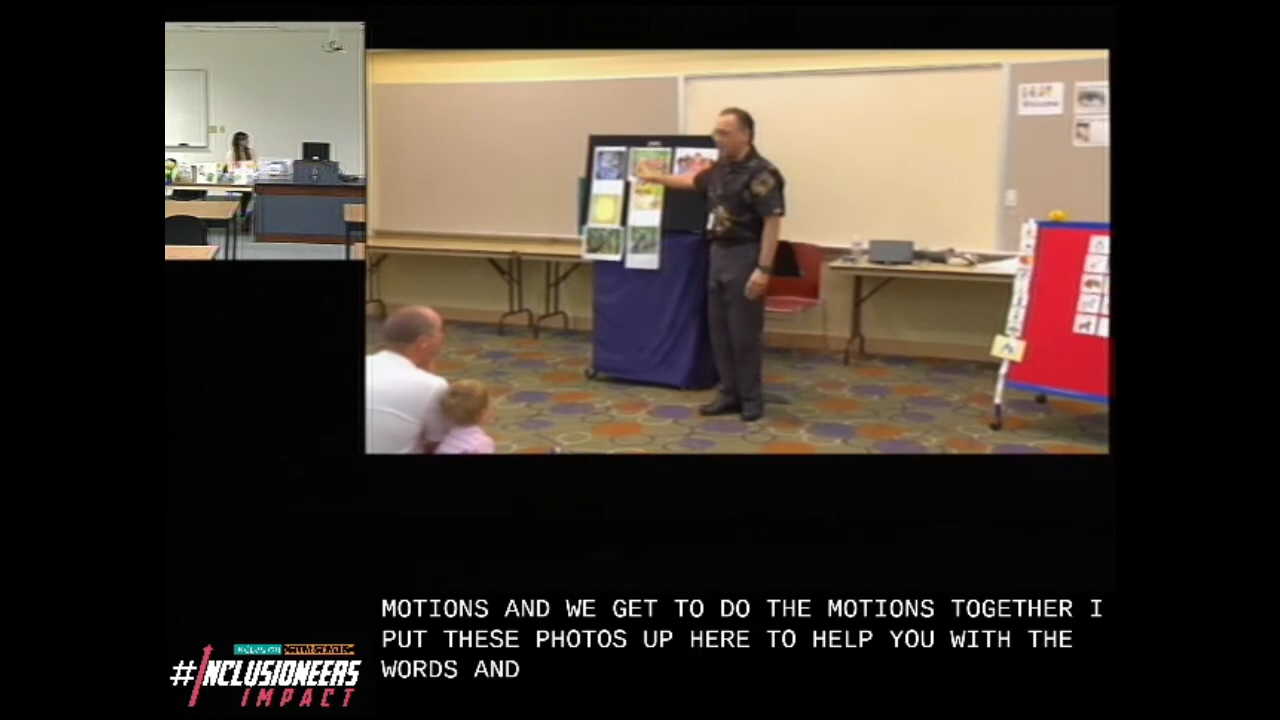 MOTIONS AND WE GET TO DO THE MOTIONS TOGETHER I
PUT THESE PHOTOS UP HERE TO HELP YOU WITH THE
WORDS AND
#INCLUSIONEERS
IMPACT